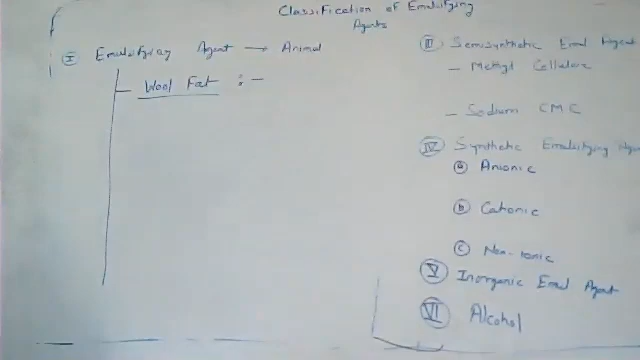 Classification of Emulsifying
Agents
I Emulsifying Agent → Animal
Wool Fat :-
III Semisynthetic Emul Agent
- Methyl Cellulose
- Sodium CMC
IV Synthetic Emulsifying
a Anionic
b Cationic
c Non-ionic
V Inorganic Emul Agent
VI Alcohol